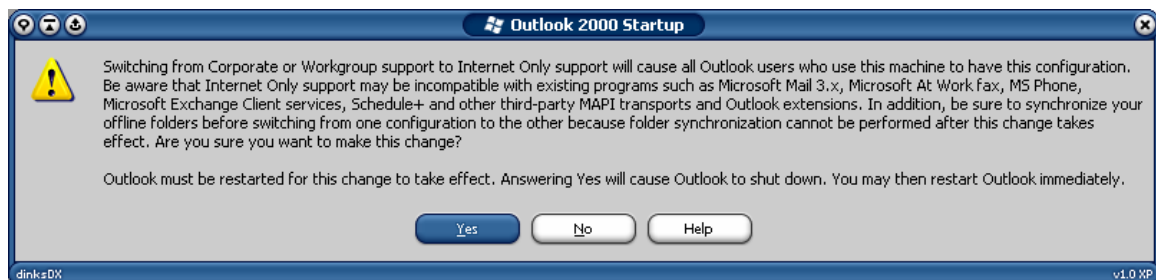 Outlook 2000 Startup
Switching from Corporate or Workgroup support to Internet Only support will cause all Outlook users who use this machine to have this configuration.
Be aware that Internet Only support may be incompatible with existing programs such as Microsoft Mail 3.x, Microsoft At Work fax, MS Phone,
Microsoft Exchange Client services, Schedule+ and other third-party MAPI transports and Outlook extensions. In addition, be sure to synchronize your
offline folders before switching from one configuration to the other because folder synchronization cannot be performed after this change takes
effect. Are you sure you want to make this change?
Outlook must be restarted for this change to take effect. Answering Yes will cause Outlook to shut down. You may then restart Outlook immediately.
Yes No Help
dinksDX v1.0 XP